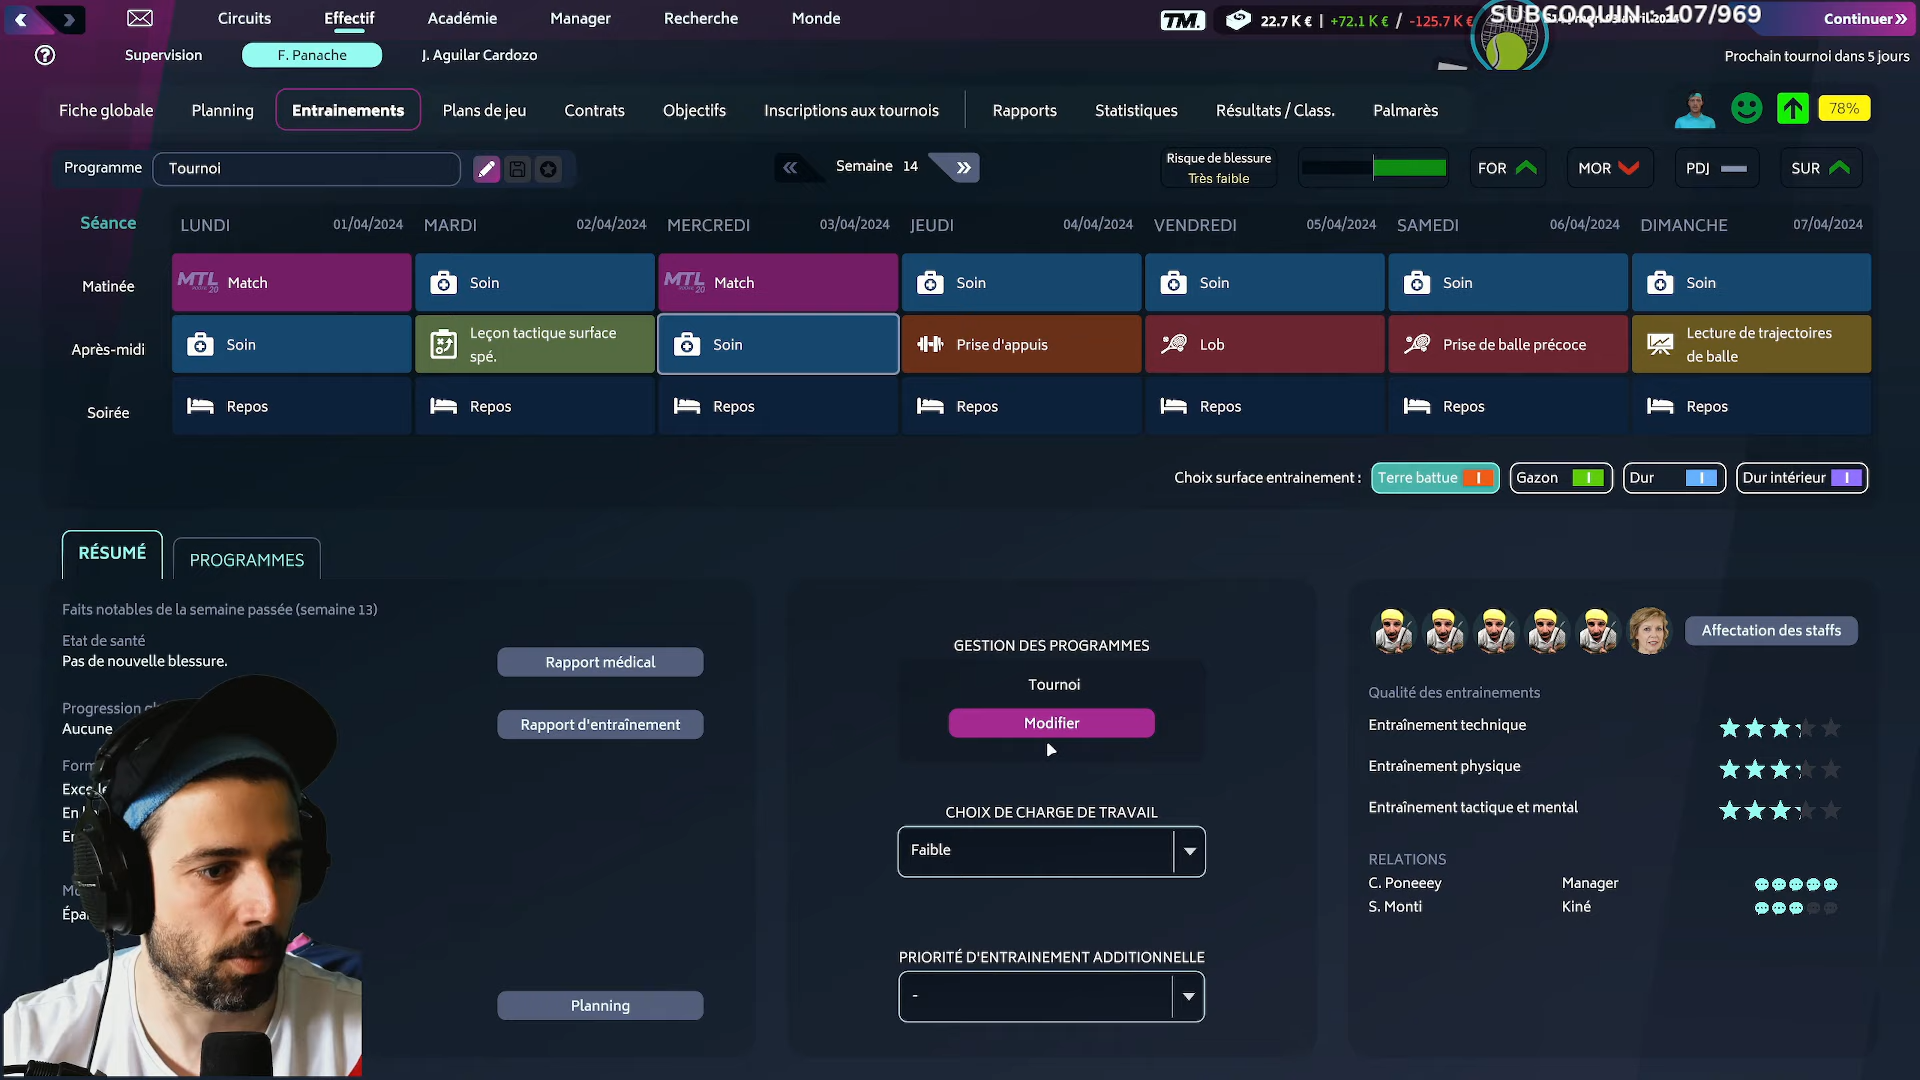 Circuits
Effectif
Académie
Manager
Recherche
Monde
TM.
22.7 K € | +72.1 K € / -125.7 K €
SUBCOQUIN : 107/969
Continuer
Supervision
F. Panache
J. Aguilar Cardozo
Prochain tournoi dans 5 jours
Fiche globale
Planning
Entrainements
Plans de jeu
Contrats
Objectifs
Inscriptions aux tournois
Rapports
Statistiques
Résultats / Class.
Palmarès
78%
Programme
Tournoi
Semaine 14
Risque de blessure
Très faible
FOR
MOR
PDJ
SUR
Séance
LUNDI 01/04/2024
MARDI 02/04/2024
MERCREDI 03/04/2024
JEUDI 04/04/2024
VENDREDI 05/04/2024
SAMEDI 06/04/2024
DIMANCHE 07/04/2024
Matinée
MTL Match
Soin
MTL Match
Soin
Soin
Soin
Soin
Après-midi
Soin
Leçon tactique surface
spé.
Soin
Prise d'appuis
Lob
Prise de balle précoce
Lecture de trajectoires
de balle
Soirée
Repos
Repos
Repos
Repos
Repos
Repos
Repos
Choix surface entrainement :
Terre battue
Gazon
Dur
Dur intérieur
RÉSUMÉ
PROGRAMMES
Faits notables de la semaine passée (semaine 13)
Etat de santé
Pas de nouvelle blessure.
Rapport médical
Progression
Aucune
Rapport d'entraînement
Planning
GESTION DES PROGRAMMES
Tournoi
Modifier
CHOIX DE CHARGE DE TRAVAIL
Faible
PRIORITÉ D'ENTRAINEMENT ADDITIONNELLE
-
Affectation des staffs
Qualité des entrainements
Entraînement technique
Entraînement physique
Entraînement tactique et mental
RELATIONS
C. Poneeey Manager
S. Monti Kiné